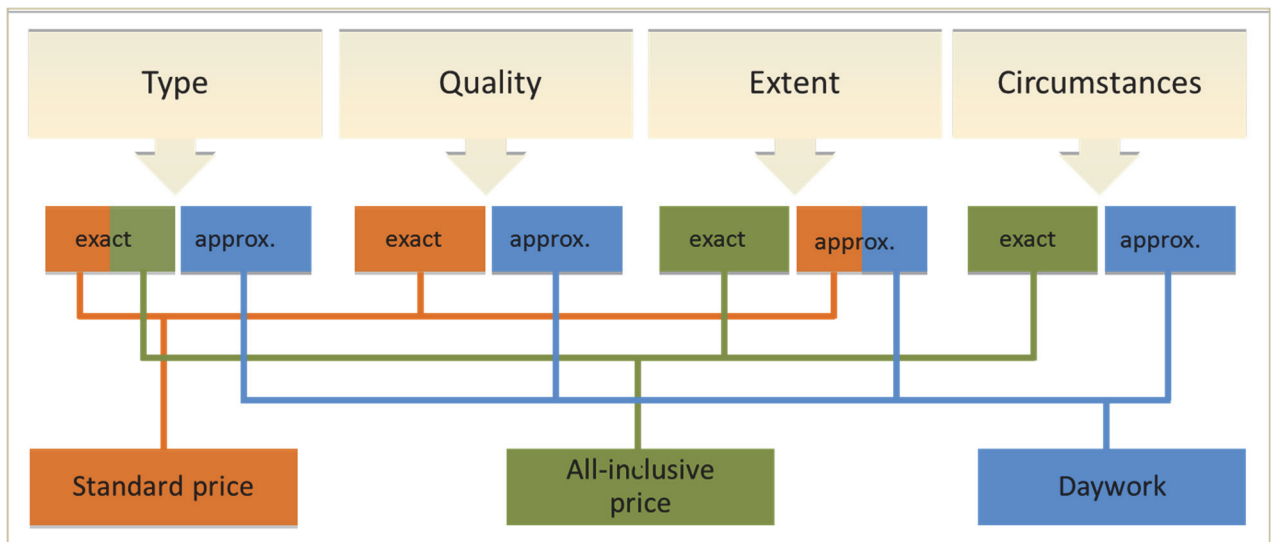 Type
Quality
Extent
Circumstances
exact
approx.
exact
approx.
exact
approx.
exact
approx.
Standard price
All-inclusive
price
Daywork